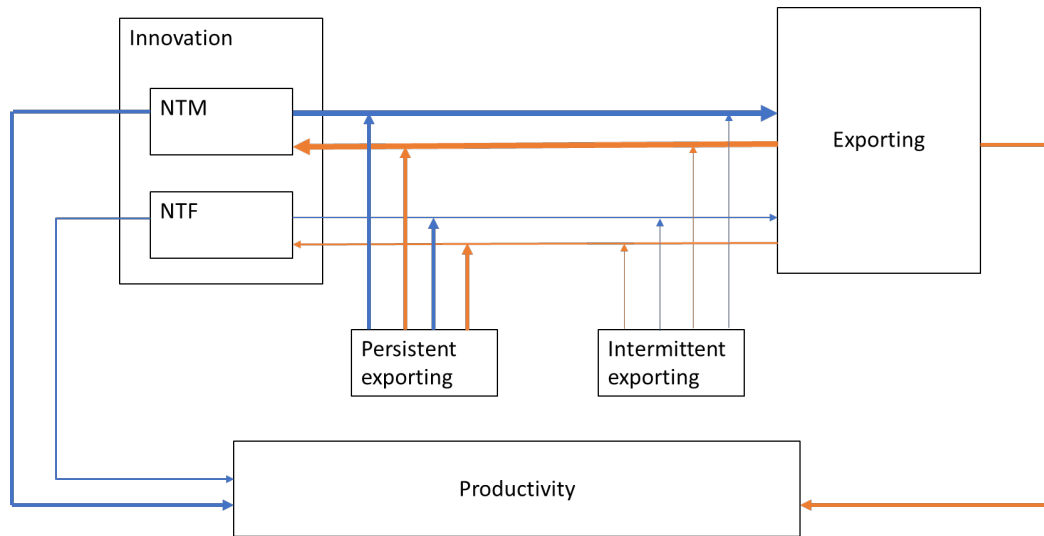 Innovation
NTM
Exporting
NTF
Persistent
exporting
Intermittent
exporting
Productivity